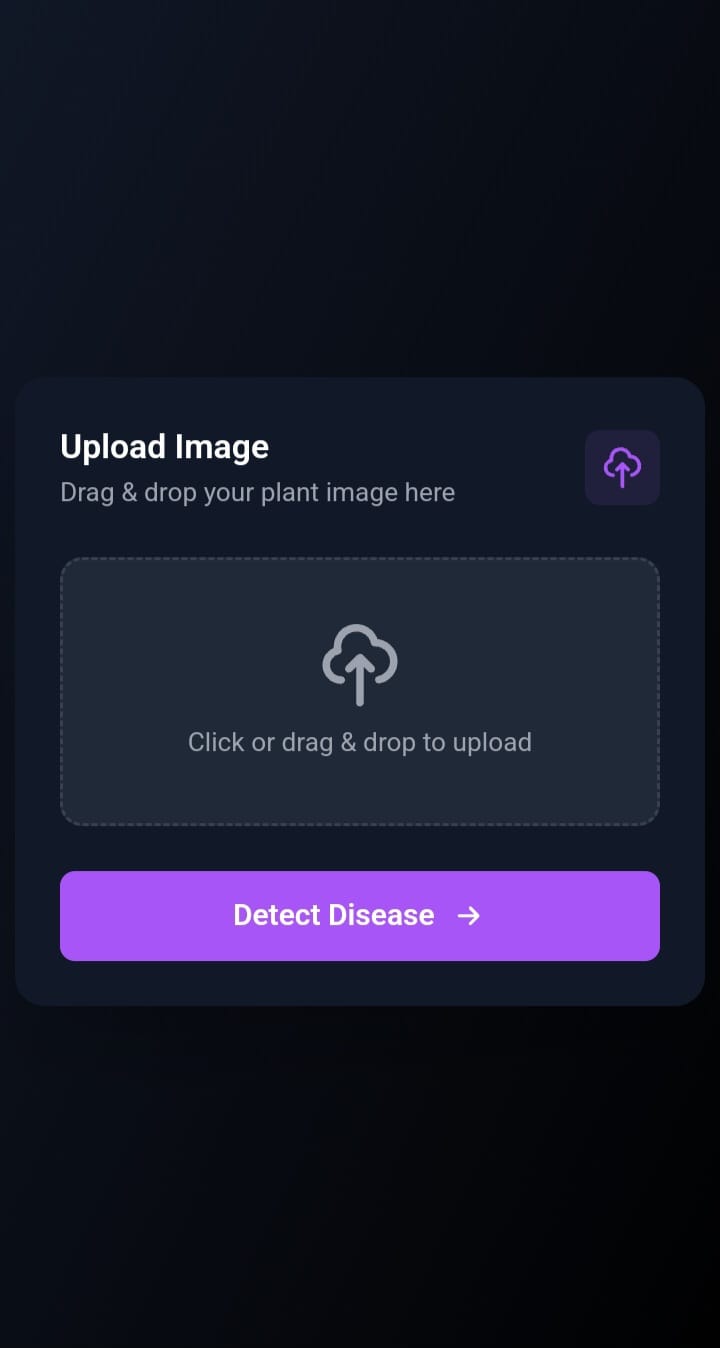 Upload Image
Drag & drop your plant image here
Click or drag & drop to upload
Detect Disease →